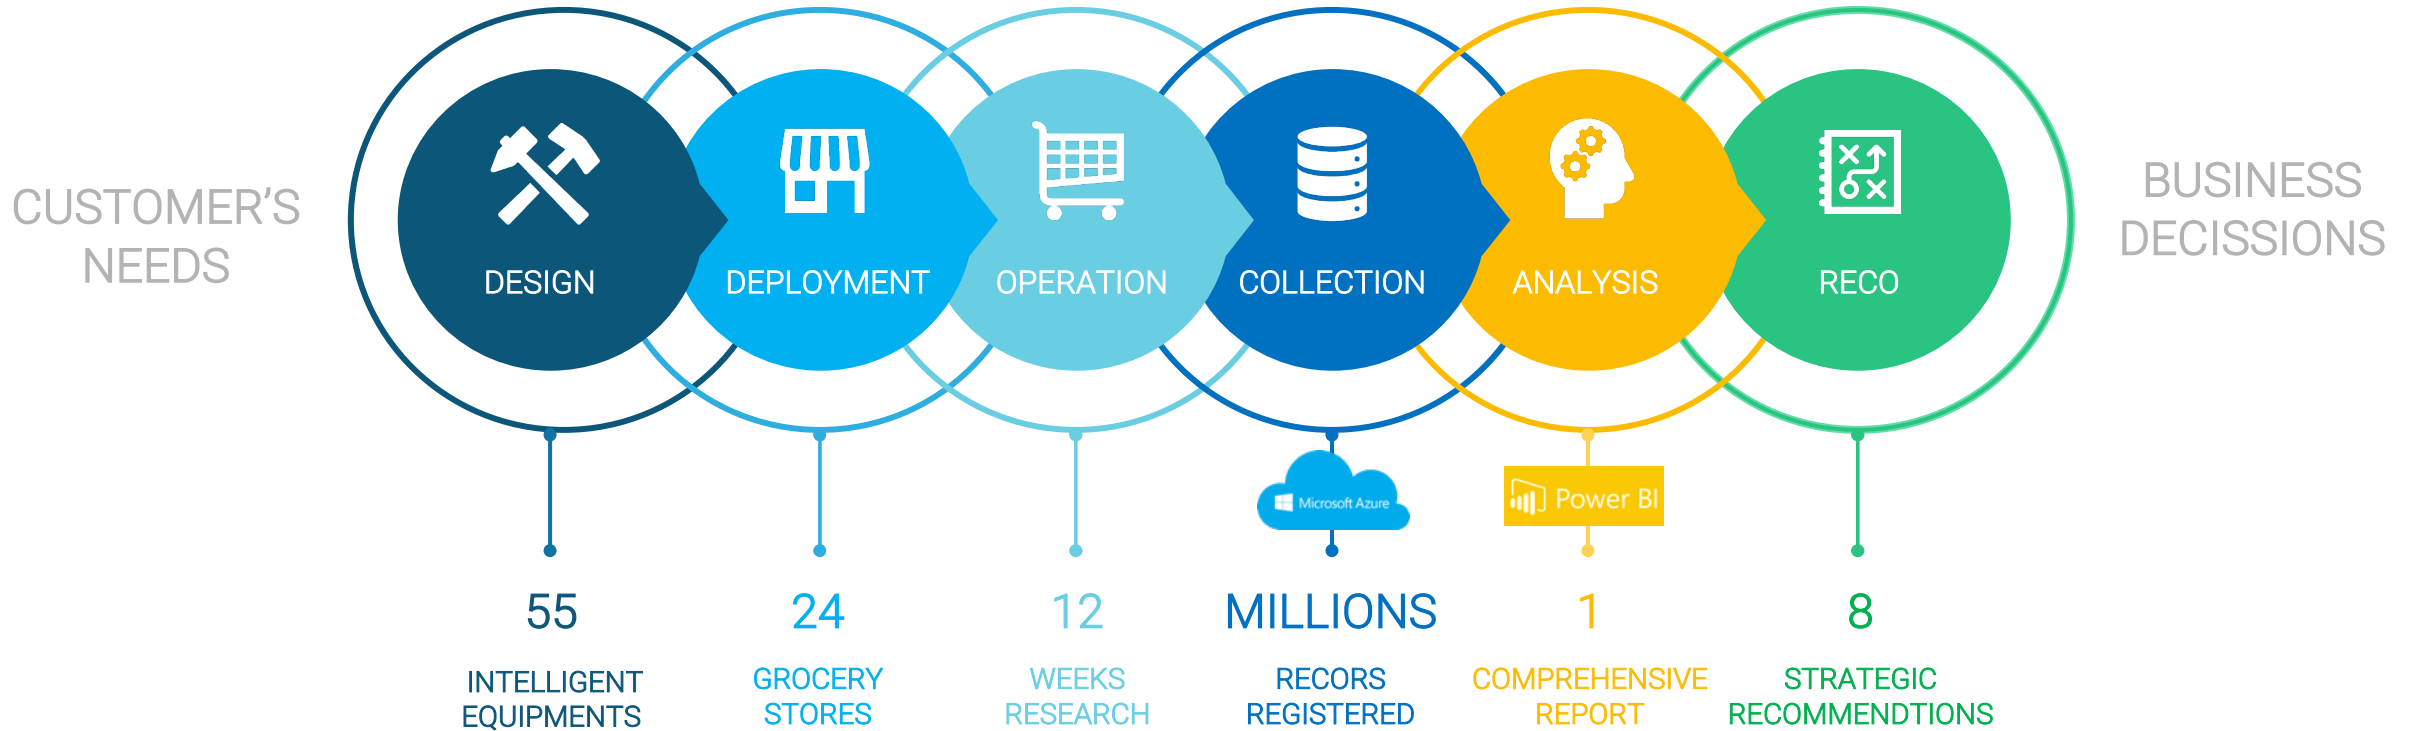 CUSTOMER'S
NEEDS
DESIGN
DEPLOYMENT
OPERATION
COLLECTION
ANALYSIS
RECO
BUSINESS
DECISSIONS
Microsoft Azure
Power BI
55
INTELLIGENT
EQUIPMENTS
24
GROCERY
STORES
12
WEEKS
RESEARCH
MILLIONS
RECORS
REGISTERED
1
COMPREHENSIVE
REPORT
8
STRATEGIC
RECOMMENDTIONS